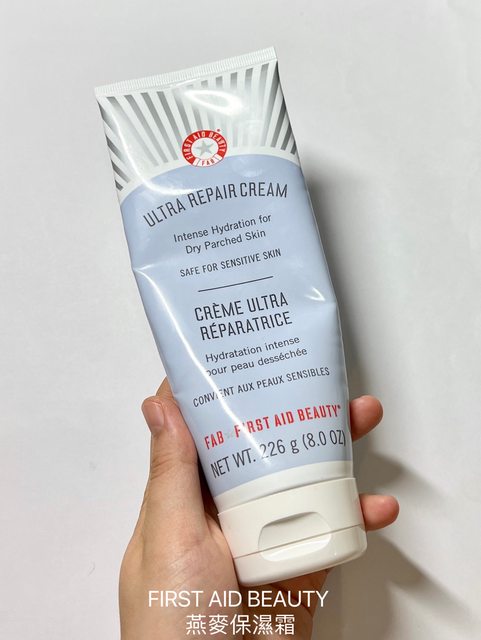 FIRST AID BEAUTY
FAB
ULTRA REPAIR CREAM
Intense Hydration for
Dry Parched Skin
SAFE FOR SENSITIVE SKIN
CRÈME ULTRA
RÉPARATRICE
Hydratation intense
pour peau desséchée
CONVIENT AUX PEAUX SENSIBLES
FAB FIRST AID BEAUTY®
NET WT. 226 g (8.0 OZ)
FIRST AID BEAUTY
燕麥保濕霜